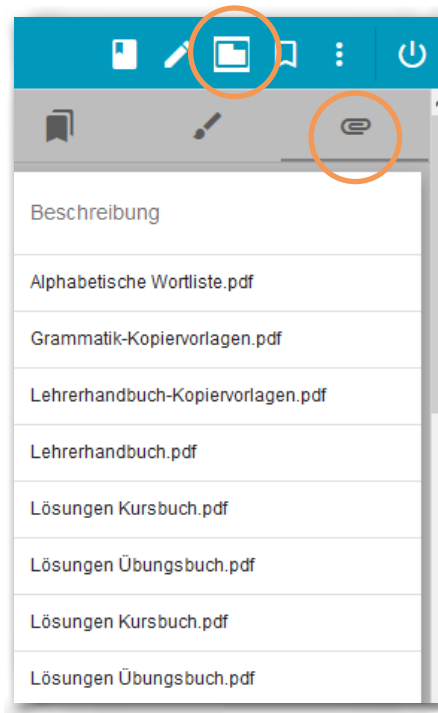 Beschreibung
Alphabetische Wortliste.pdf
Grammatik-Kopiervorlagen.pdf
Lehrerhandbuch-Kopiervorlagen.pdf
Lehrerhandbuch.pdf
Lösungen Kursbuch.pdf
Lösungen Übungsbuch.pdf
Lösungen Kursbuch.pdf
Lösungen Übungsbuch.pdf